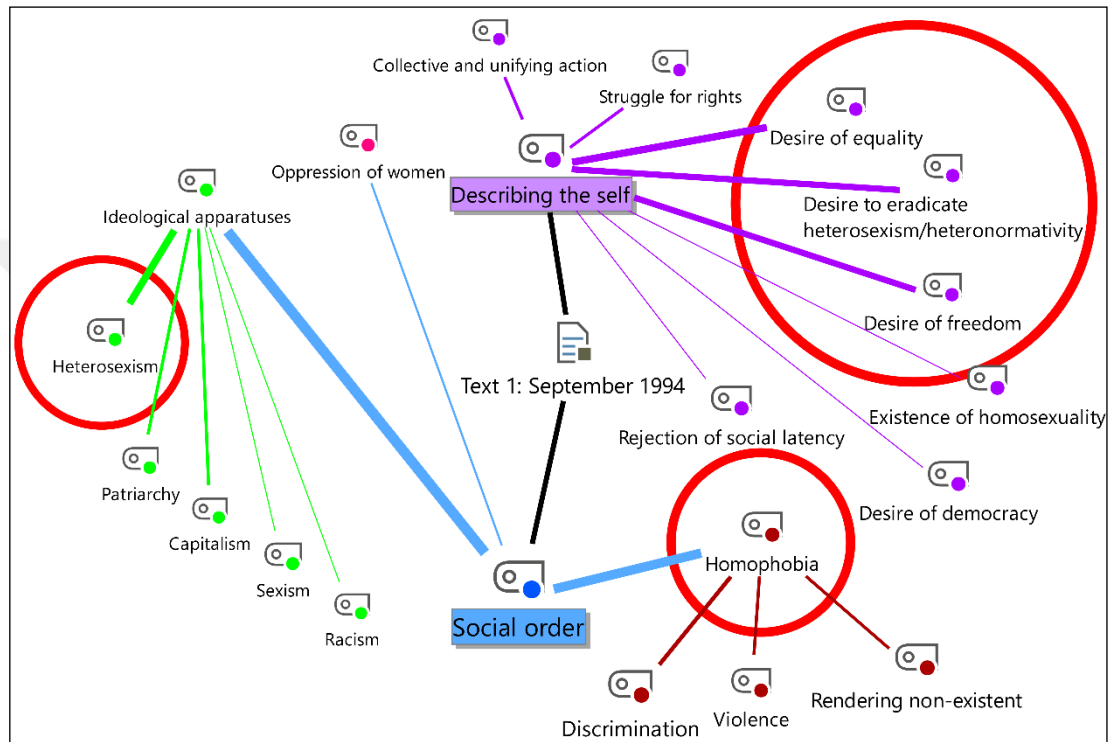 Collective and unifying action
Struggle for rights
Desire of equality
Oppression of women
Describing the self
Desire to eradicate
heterosexism/heteronormativity
Ideological apparatuses
Desire of freedom
Heterosexism
Text 1: September 1994
Existence of homosexuality
Rejection of social latency
Patriarchy
Desire of democracy
Capitalism
Homophobia
Sexism
Social order
Racism
Rendering non-existent
Violence
Discrimination